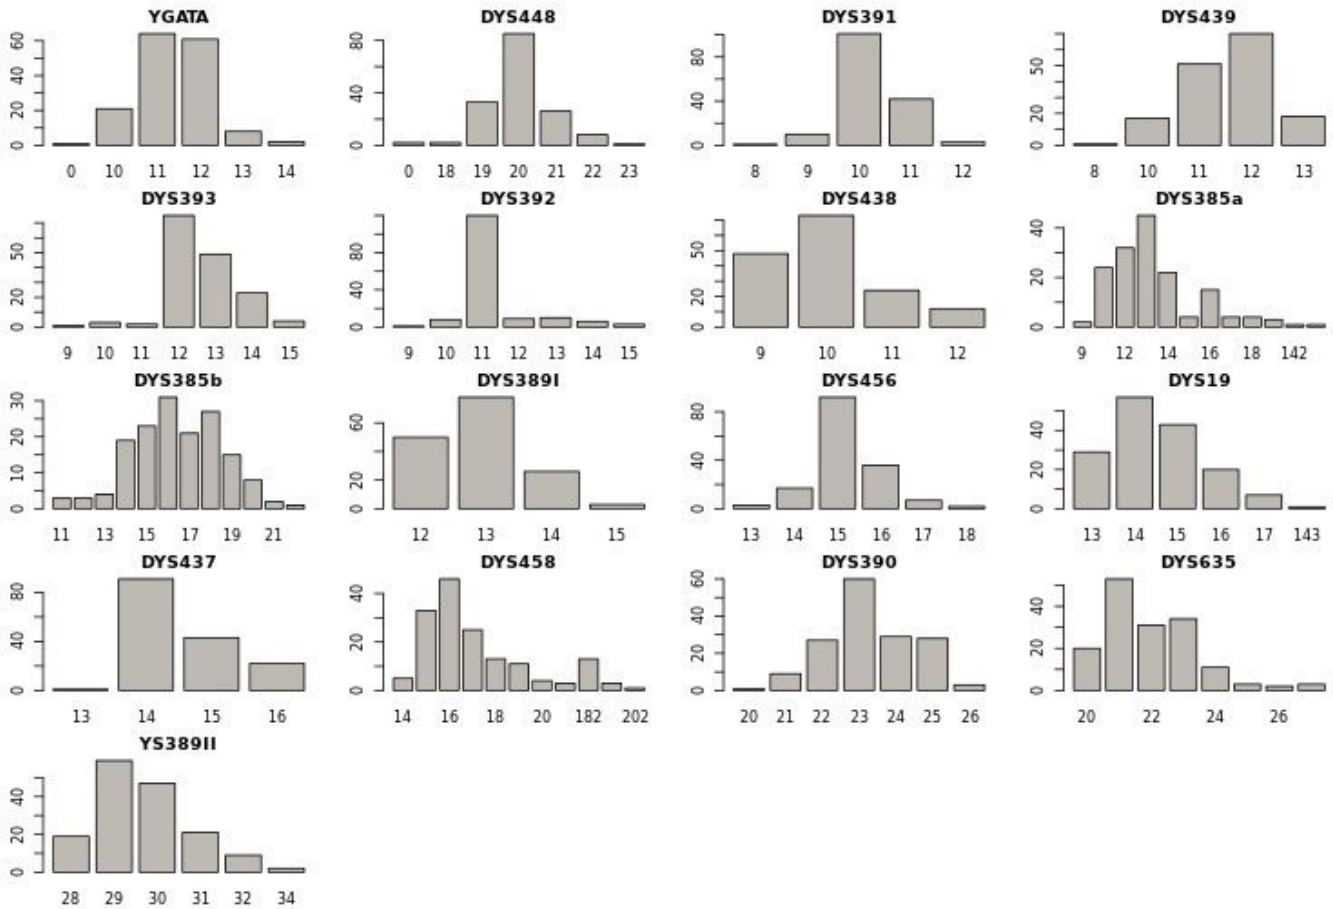 YGATA DYS448 DYS391 DYS439
0 20 40 60 0 40 80 0 40 80 0 20 50
0 10 11 12 13 14 0 18 19 20 21 22 23 8 9 10 11 12 8 10 11 12 13
DYS393 DYS392 DYS438 DYS385a
0 20 50 0 40 80 0 20 50 0 20 40
9 10 11 12 13 14 15 9 10 11 12 13 14 15 9 10 11 12 9 12 14 16 18 142
DYS385b DYS389I DYS456 DYS19
0 10 20 30 0 20 60 0 40 80 0 20 40
11 13 15 17 19 21 12 13 14 15 13 14 15 16 17 18 13 14 15 16 17 143
DYS437 DYS458 DYS390 DYS635
0 40 80 0 20 40 0 20 40 60 0 20 40
13 14 15 16 14 16 18 20 182 202 20 21 22 23 24 25 26 20 22 24 26
YS389II
0 20 40
28 29 30 31 32 34